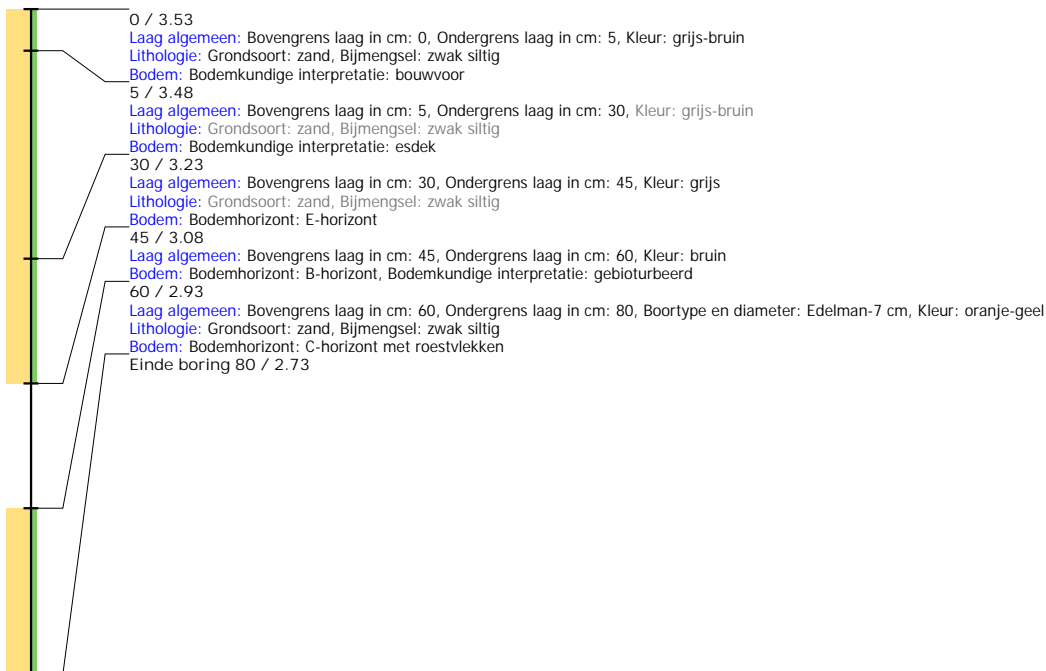 0 / 3.53
Laag algemeen: Bovengrens laag in cm: 0, Ondergrens laag in cm: 5, Kleur: grijs-bruin
Lithologie: Grondsoort: zand, Bijmengsel: zwak siltig
Bodem: Bodemkundige interpretatie: bouwvoor
5 / 3.48
Laag algemeen: Bovengrens laag in cm: 5, Ondergrens laag in cm: 30, Kleur: grijs-bruin
Lithologie: Grondsoort: zand, Bijmengsel: zwak siltig
Bodem: Bodemkundige interpretatie: esdek
30 / 3.23
Laag algemeen: Bovengrens laag in cm: 30, Ondergrens laag in cm: 45, Kleur: grijs
Lithologie: Grondsoort: zand, Bijmengsel: zwak siltig
Bodem: Bodemhorizont: E-horizont
45 / 3.08
Laag algemeen: Bovengrens laag in cm: 45, Ondergrens laag in cm: 60, Kleur: bruin
Bodem: Bodemhorizont: B-horizont, Bodemkundige interpretatie: gebioturbeerd
60 / 2.93
Laag algemeen: Bovengrens laag in cm: 60, Ondergrens laag in cm: 80, Boortype en diameter: Edelman-7 cm, Kleur: oranje-geel
Lithologie: Grondsoort: zand, Bijmengsel: zwak siltig
Bodem: Bodemhorizont: C-horizont met roestvlekken
Einde boring 80 / 2.73